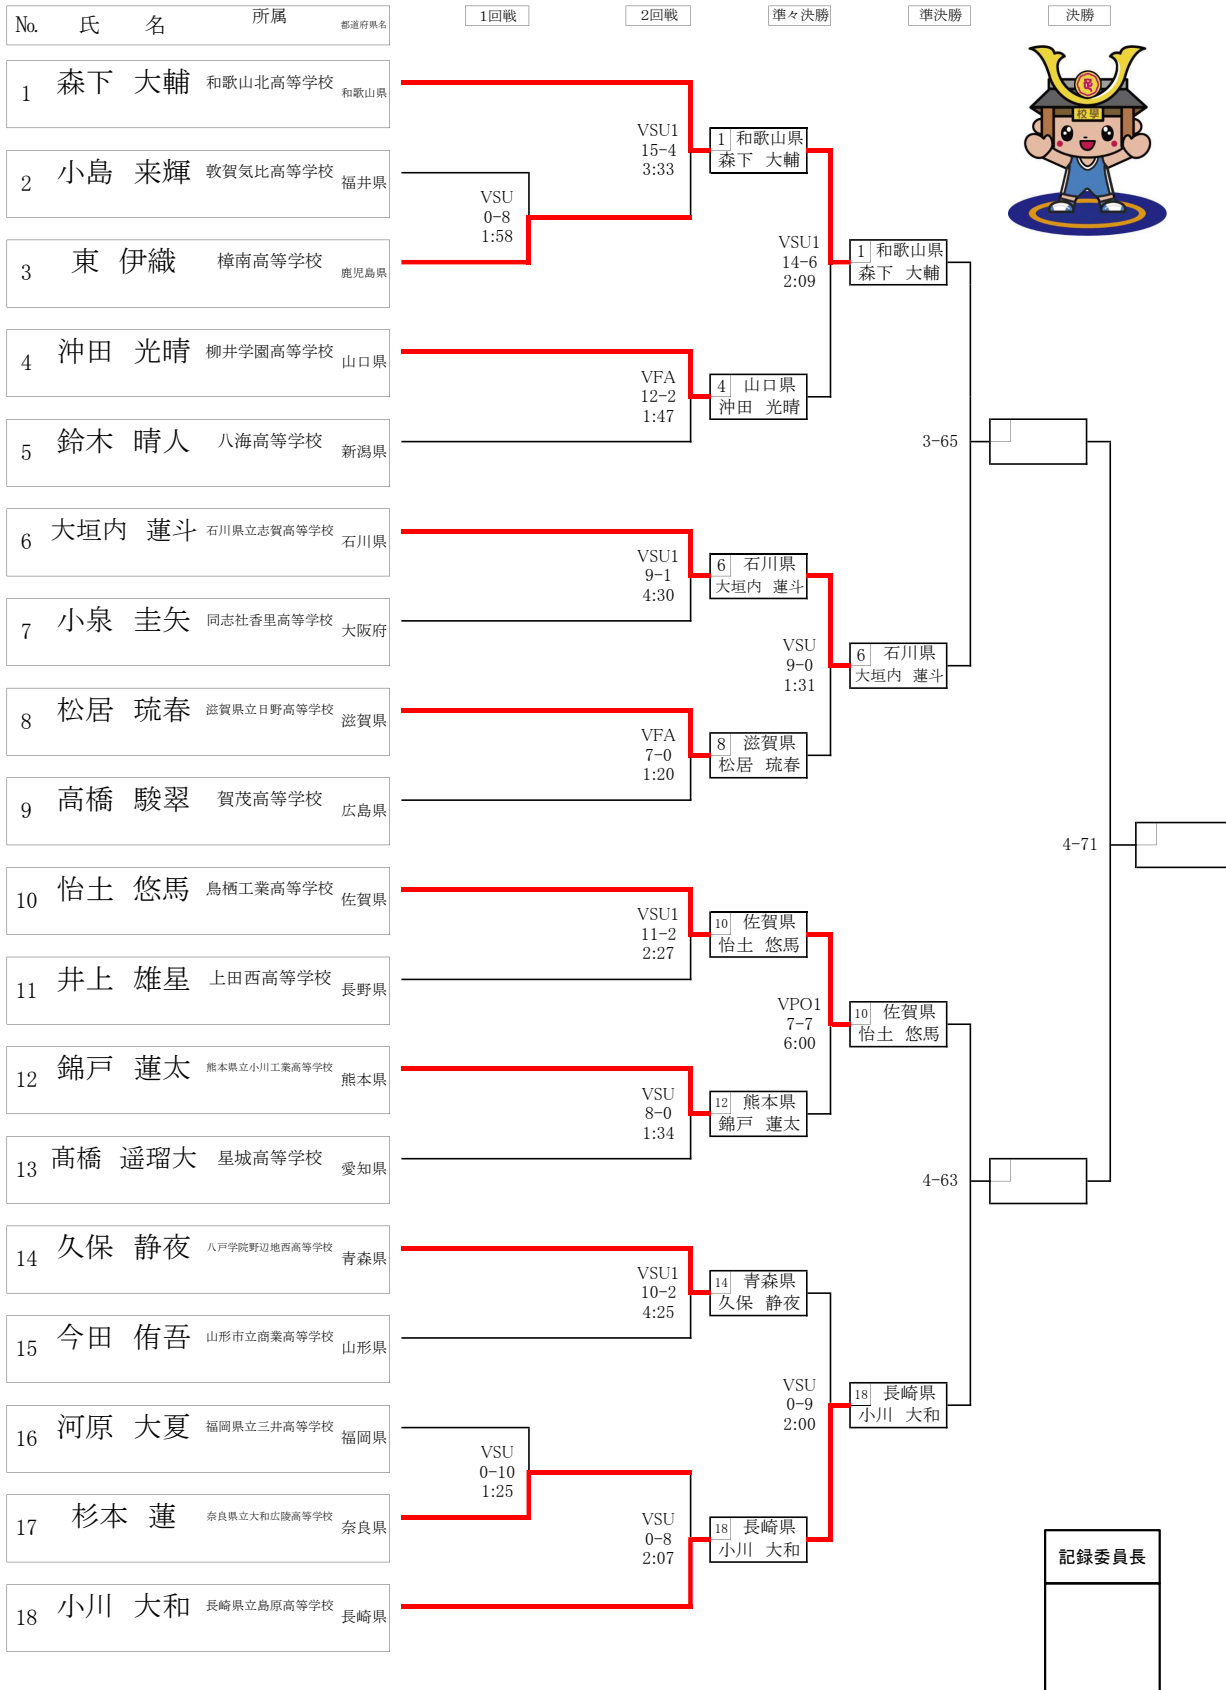 No. 氏 名 所属 都道府県名 1回戦 2回戦 準々決勝 準決勝 決勝
校學
1 森下 大輔 和歌山北高等学校 和歌山県
2 小島 来輝 敦賀気比高等学校 福井県
3 東 伊織 樟南高等学校 鹿児島県
4 沖田 光晴 柳井学園高等学校 山口県
5 鈴木 晴人 八海高等学校 新潟県
6 大垣内 蓮斗 石川県立志賀高等学校 石川県
7 小泉 圭矢 同志社香里高等学校 大阪府
8 松居 琉春 滋賀県立日野高等学校 滋賀県
9 高橋 駿翠 賀茂高等学校 広島県
10 怡土 悠馬 鳥栖工業高等学校 佐賀県
11 井上 雄星 上田西高等学校 長野県
12 錦戸 蓮太 熊本県立小川工業高等学校 熊本県
13 髙橋 遥瑠大 星城高等学校 愛知県
14 久保 静夜 八戸学院野辺地西高等学校 青森県
15 今田 侑吾 山形市立商業高等学校 山形県
16 河原 大夏 福岡県立三井高等学校 福岡県
17 杉本 蓮 奈良県立大和広陵高等学校 奈良県
18 小川 大和 長崎県立島原高等学校 長崎県
VSU
0-8
1:58
VSU
0-10
1:25
VSU1
15-4
3:33
VFA
12-2
1:47
VSU1
9-1
4:30
VFA
7-0
1:20
VSU1
11-2
2:27
VSU
8-0
1:34
VSU1
10-2
4:25
VSU
0-8
2:07
1 和歌山県
森下 大輔
4 山口県
沖田 光晴
6 石川県
大垣内 蓮斗
8 滋賀県
松居 琉春
10 佐賀県
怡土 悠馬
12 熊本県
錦戸 蓮太
14 青森県
久保 静夜
18 長崎県
小川 大和
VSU1
14-6
2:09
VSU
9-0
1:31
VPO1
7-7
6:00
VSU
0-9
2:00
1 和歌山県
森下 大輔
6 石川県
大垣内 蓮斗
10 佐賀県
怡土 悠馬
18 長崎県
小川 大和
3-65
4-63
4-71
記録委員長